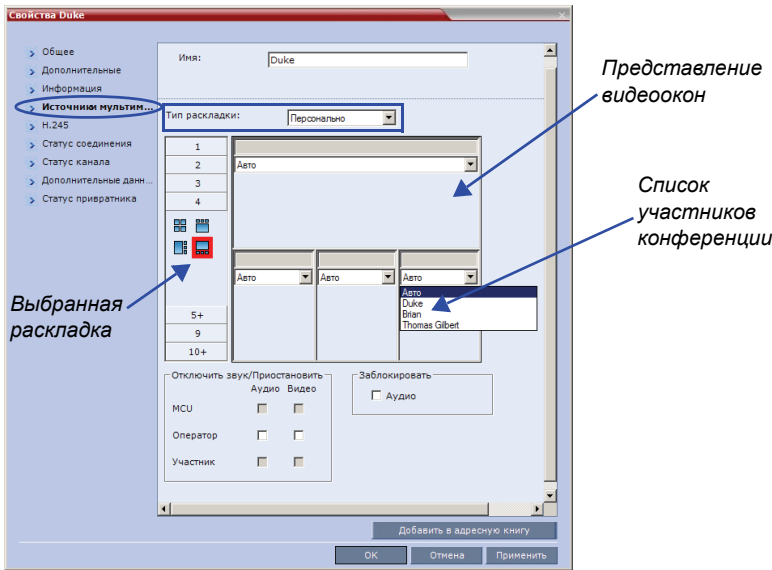 Свойства Duke
Общее
Дополнительные
Информация
Источники мультим...
H.245
Статус соединения
Статус канала
Дополнительные данн...
Статус привратника
Имя:
Duke
Тип раскладки:
Персонально
1
2
3
4
5+
9
10+
Авто
Авто
Авто
Авто
Авто
Duke
Brian
Thomas Gilbert
Отключить звук/Приостановить
Аудио Видео
MCU
Оператор
Участник
Заблокировать
Аудио
Добавить в адресную книгу
OK
Отмена
Применить
Представление
видеоокон
Список
участников
конференции
Выбранная
раскладка